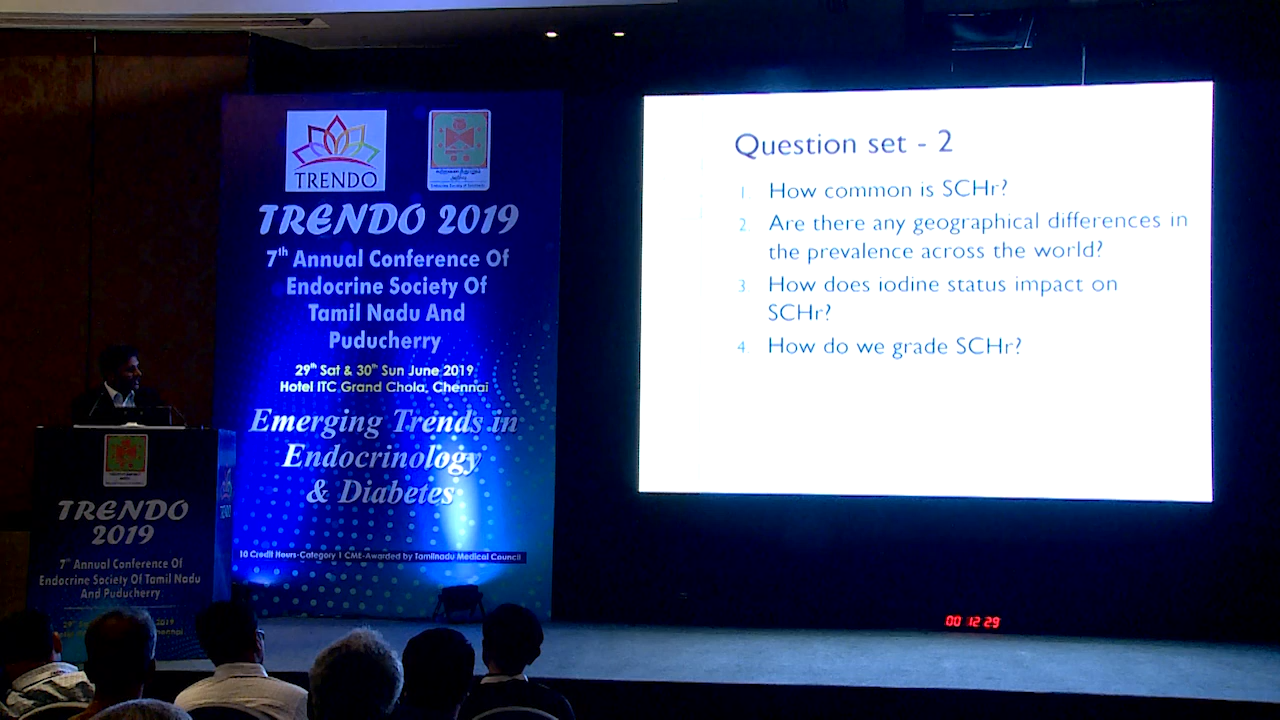 TRENDO
TRENDO 2019
7th Annual Conference Of
Endocrine Society Of
Tamil Nadu And
Puducherry
29th Sat & 30th Sun June 2019
Hotel ITC Grand Chola, Chennai
Emerging Trends in
Endocrinology
& Diabetes
10 Credit Hours-Category 1 CME-Awarded by Tamilnadu Medical Council
Question set - 2
1. How common is SCHr?
2. Are there any geographical differences in
the prevalence across the world?
3. How does iodine status impact on
SCHr?
4. How do we grade SCHr?
TRENDO
2019
7th Annual Conference Of
Endocrine Society Of Tamil Nadu
And Puducherry
00 12 29